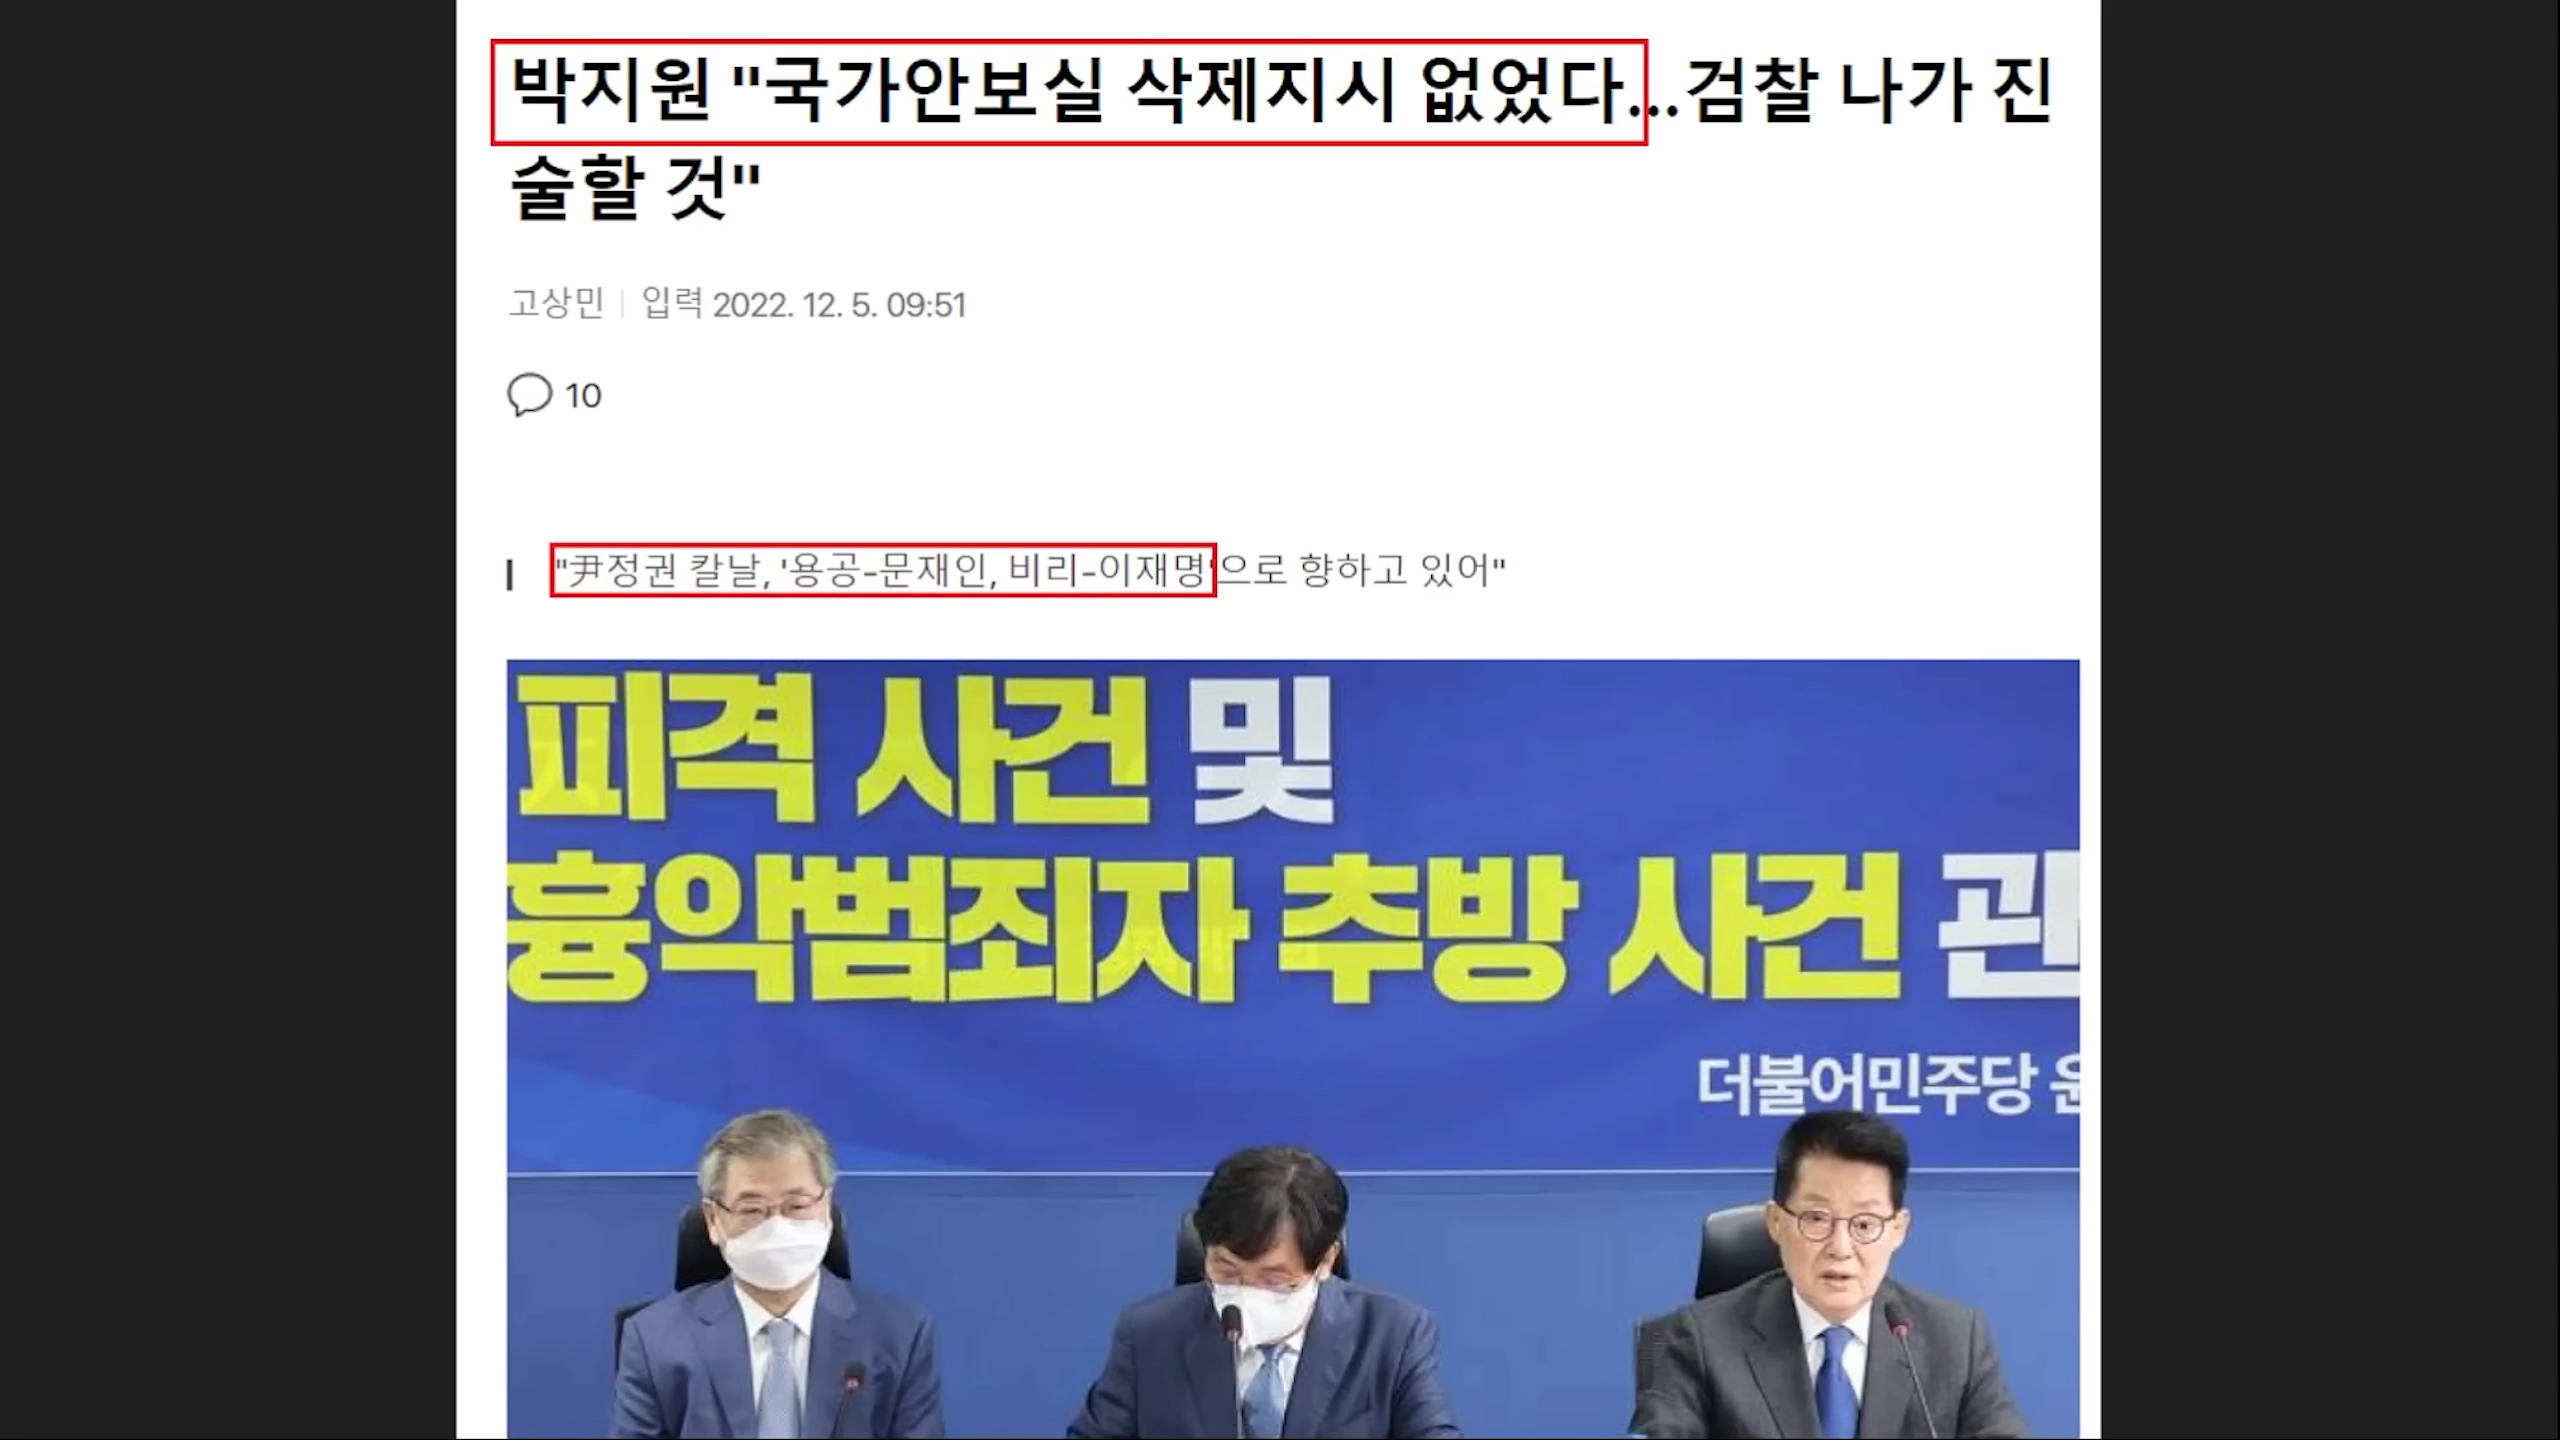 박지원 "국가안보실 삭제지시 없었다...검찰 나가 진
술할 것"
고상민 | 입력 2022. 12. 5. 09:51
10
"尹정권 칼날, '용공-문재인, 비리-이재명'으로 향하고 있어"
피격 사건 및
흉악범죄자 추방 사건 관
더불어민주당